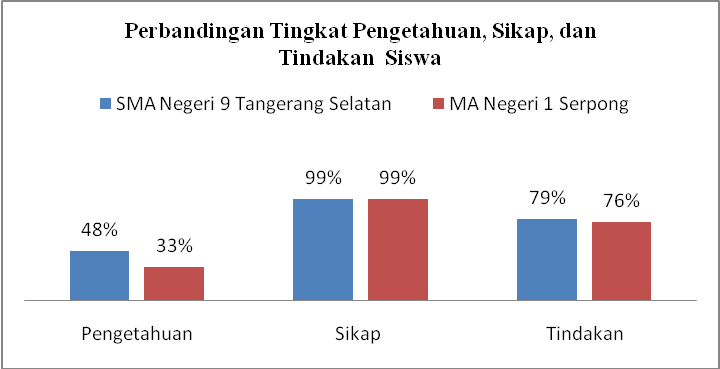 Perbandingan Tingkat Pengetahuan, Sikap, dan
Tindakan Siswa
SMA Negeri 9 Tangerang Selatan
MA Negeri 1 Serpong
48%
33%
99%
99%
79%
76%
Pengetahuan
Sikap
Tindakan